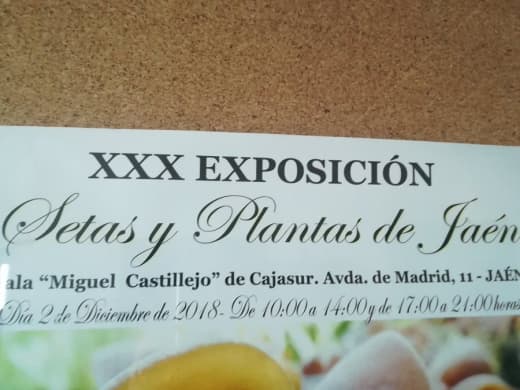 XXX EXPOSICIÓN
Setas y Plantas de Jaén
ala “Miguel Castillejo” de Cajasur. Avda. de Madrid, 11 - JAÉN
Día 2 de Diciembre de 2018- De 10:00 a 14:00 y de 17:00 a 21:00 horas